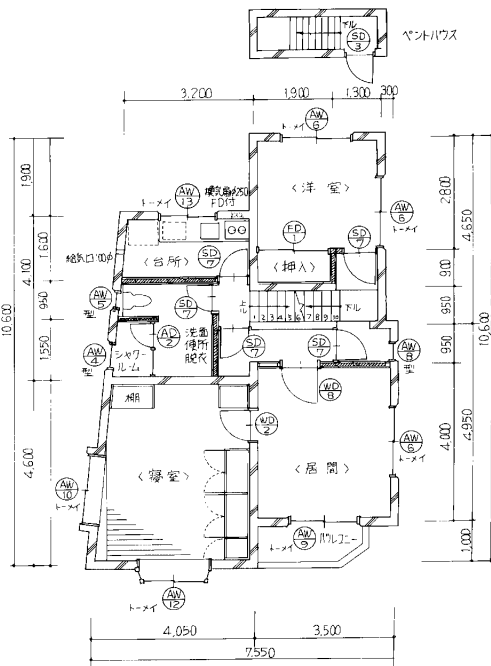 下ル
SD 3
ペントハウス
3,200
1,900
1,300
300
AW 6
トーメイ
トーメイ
AW 13
換気扇φ250
FD付
〈洋室〉
AW 6
トーメイ
1,900
2,800
4,650
給気口100φ
〈台所〉
SD 7
FD 1
〈押入〉
SD 7
1,600
4,100
900
10,600
AW 5
型
SD 7
上ル
1 2 3 4 5 6 7 8 9 10
下ル
950
950
10,600
AW 4
型
シャワールーム
AD 2
洗面
便所
脱衣
SD 7
SD 7
AW 8
型
1,550
950
棚
WD 2
WD 8
4,600
〈寝室〉
〈居間〉
AW 6
トーメイ
4,000
4,950
AW 10
トーメイ
AW 9
トーメイ
バルコニー
1,000
AW 12
トーメイ
4,050
3,500
7,550